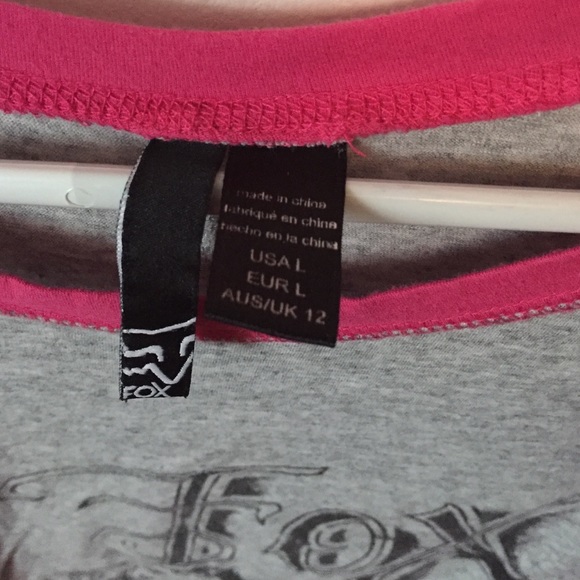 made in china
fabriqué en china
hecho en la china
USA L
EUR L
AUS/UK 12
FOX
Fox